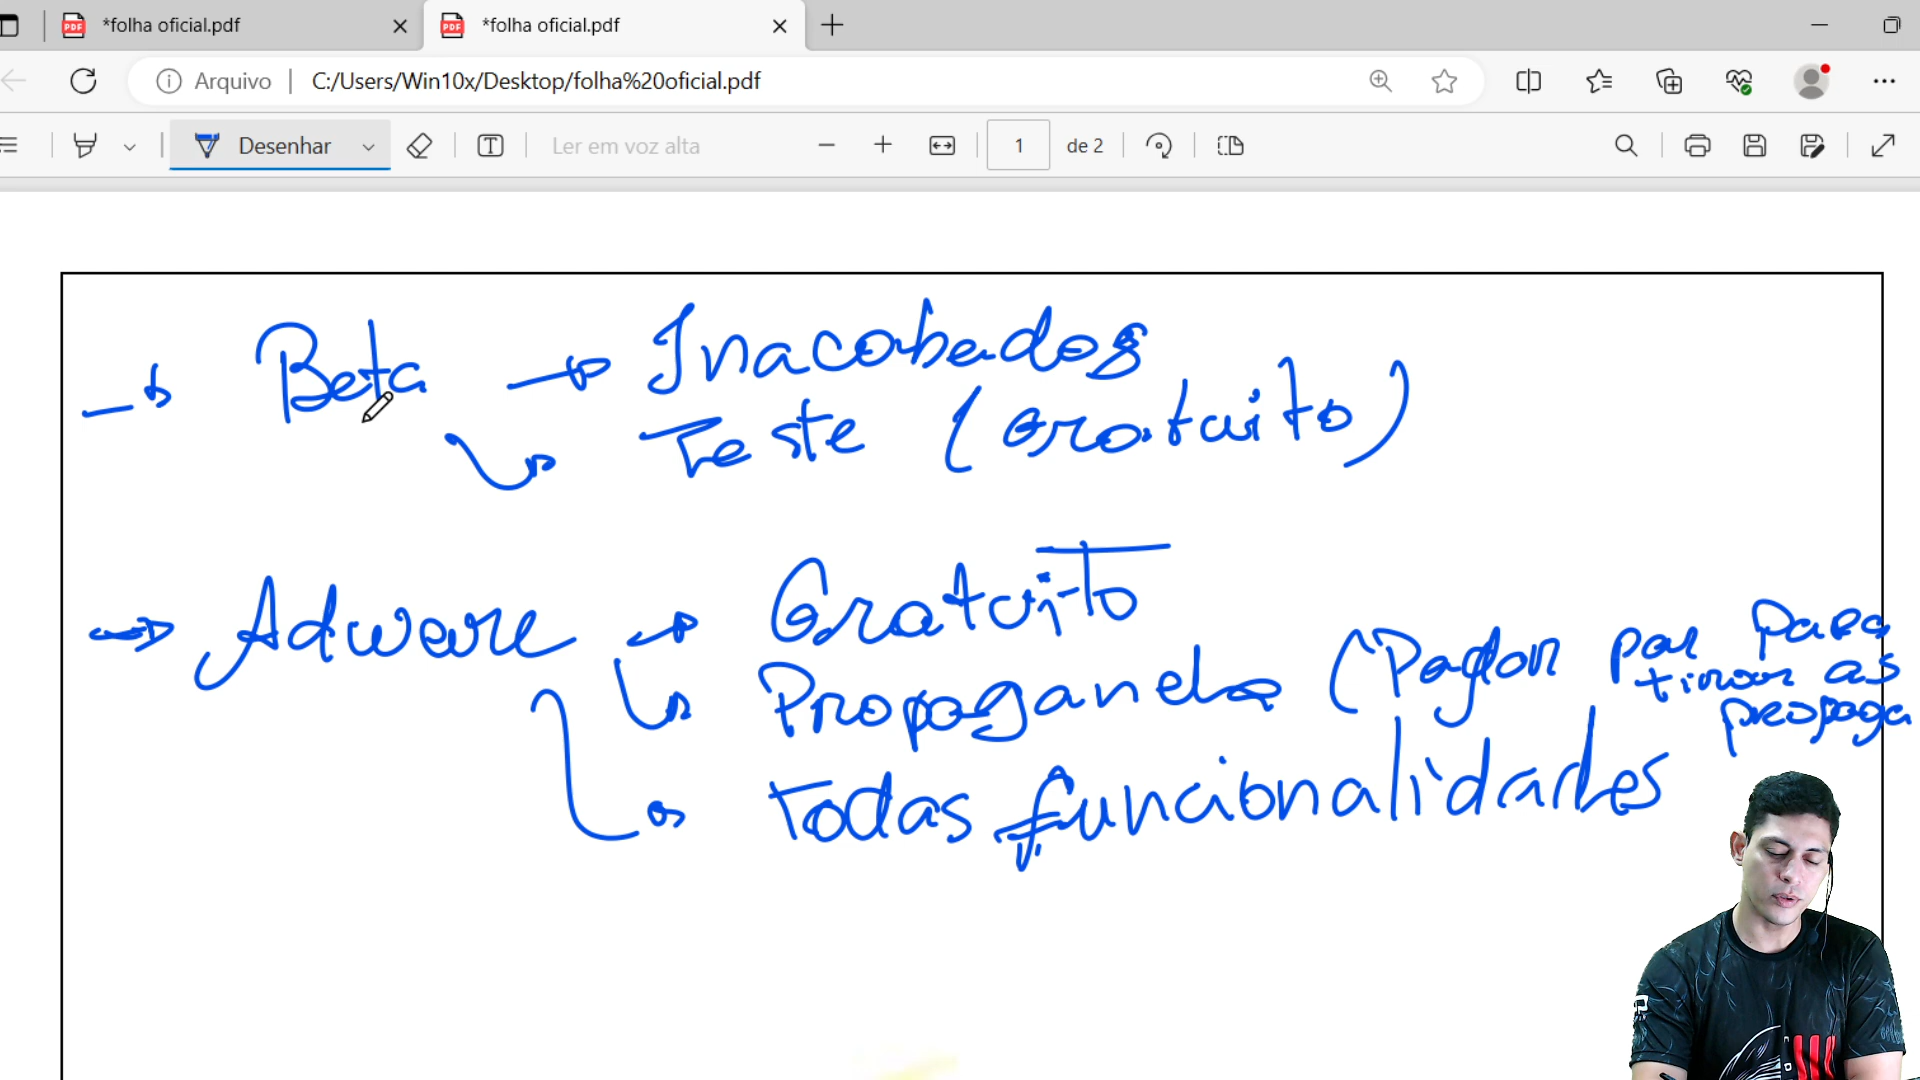 *folha oficial.pdf
*folha oficial.pdf
Arquivo
C:/Users/Win10x/Desktop/folha%20oficial.pdf
Desenhar
Ler em voz alta
1
de 2
Beta → Inacabados
Teste (Gratuito)
→ Adware → Gratuito
Propaganda (Pagar por para
tirar as
propaga
todas funcionalidades